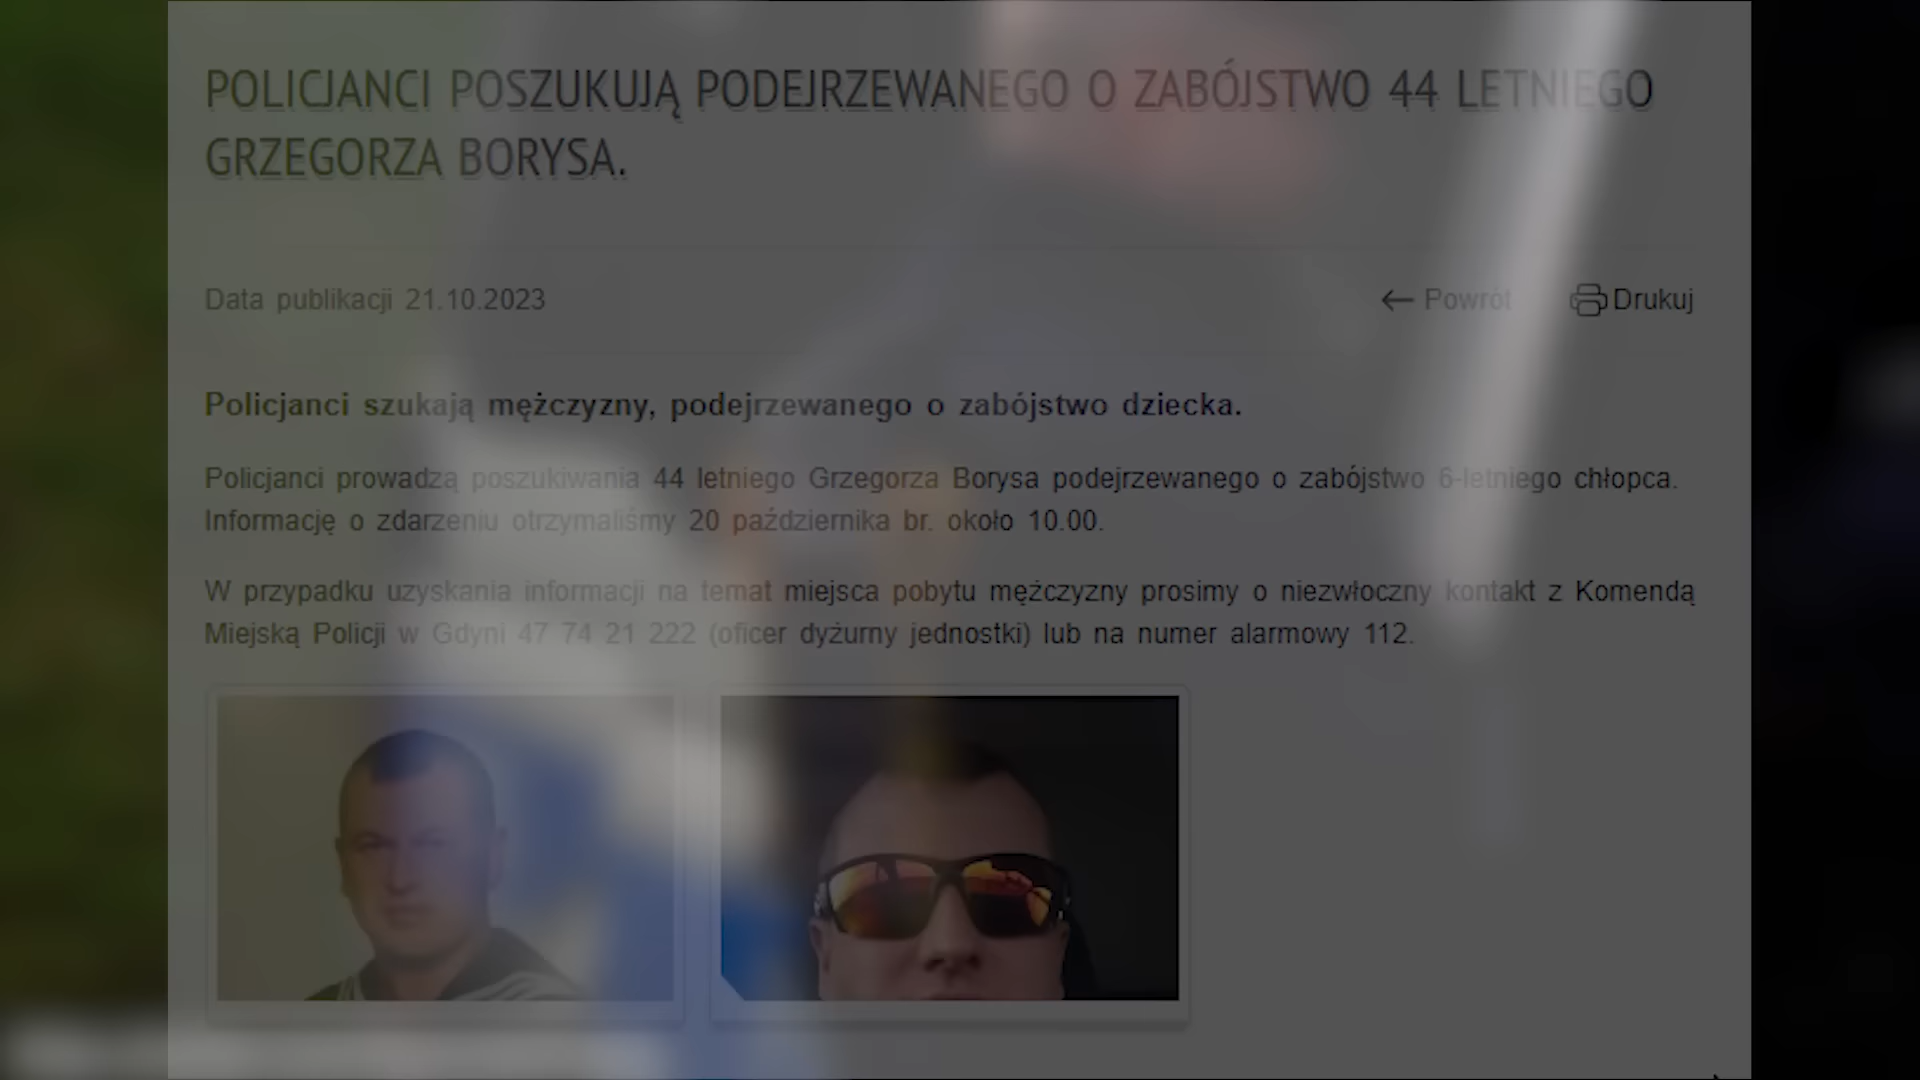 POLICJANCI POSZUKUJĄ PODEJRZEWANEGO O ZABÓJSTWO 44 LETNIEGO
GRZEGORZA BORYSA.
Data publikacji 21.10.2023
Powrót
Drukuj
Policjanci szukają mężczyzny, podejrzewanego o zabójstwo dziecka.
Policjanci prowadzą poszukiwania 44 letniego Grzegorza Borysa podejrzewanego o zabójstwo 6-letniego chłopca.
Informację o zdarzeniu otrzymaliśmy 20 października br. około 10.00.
W przypadku uzyskania informacji na temat miejsca pobytu mężczyzny prosimy o niezwłoczny kontakt z Komendą
Miejską Policji w Gdyni 47 74 21 222 (oficer dyżurny jednostki) lub na numer alarmowy 112.